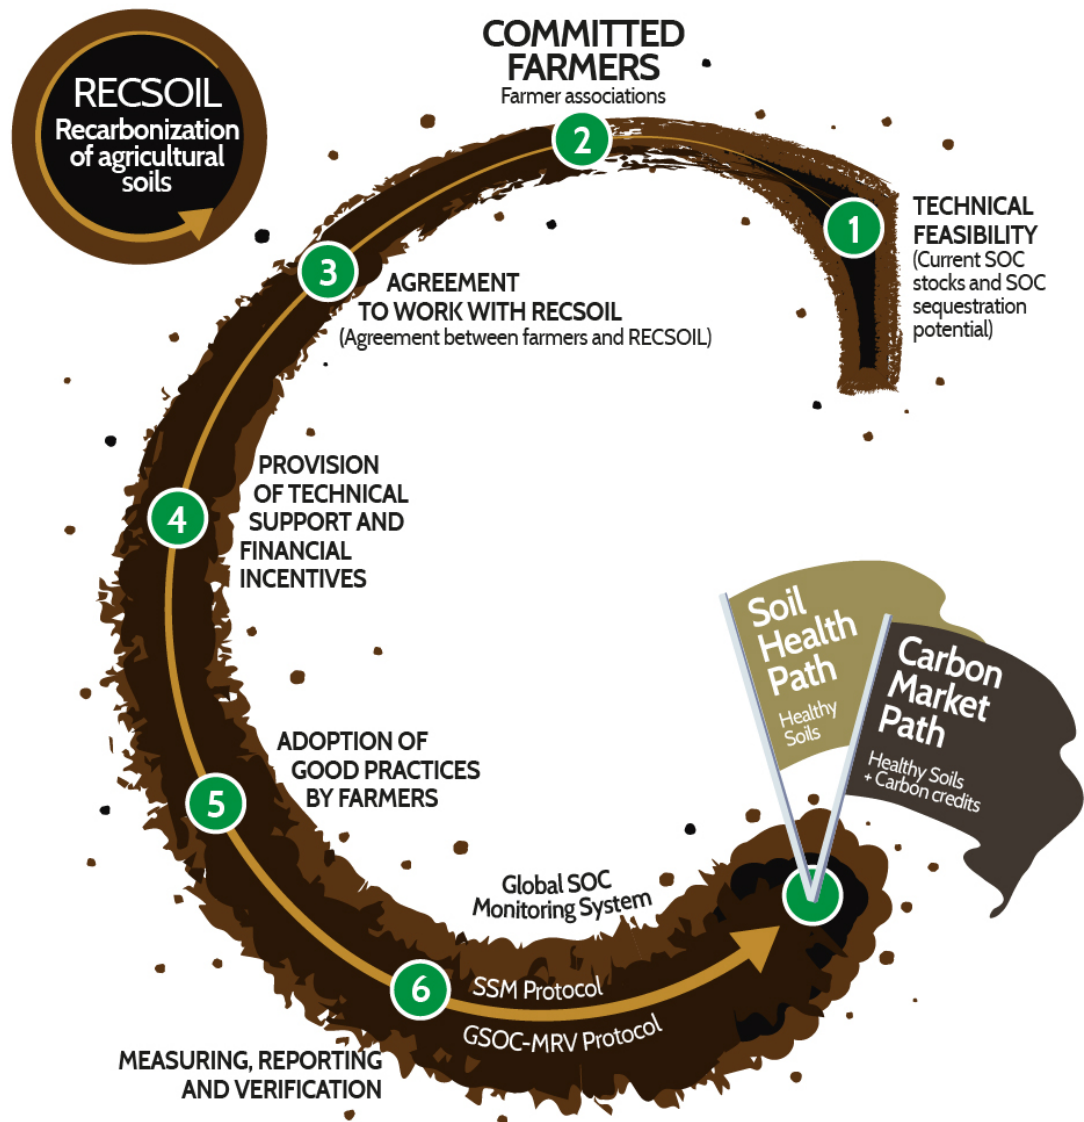 RECSOIL
Recarbonization
of agricultural
soils
COMMITTED
FARMERS
Farmer associations
2
1
TECHNICAL
FEASIBILITY
(Current SOC
stocks and SOC
sequestration
potential)
3
AGREEMENT
TO WORK WITH RECSOIL
(Agreement between farmers and RECSOIL)
4
PROVISION
OF TECHNICAL
SUPPORT AND
FINANCIAL
INCENTIVES
5
ADOPTION OF
GOOD PRACTICES
BY FARMERS
6
MEASURING, REPORTING
AND VERIFICATION
Global SOC
Monitoring System
SSM Protocol
GSOC-MRV Protocol
Soil
Health
Path
Healthy
Soils
Carbon
Market
Path
Healthy Soils
+ Carbon credits